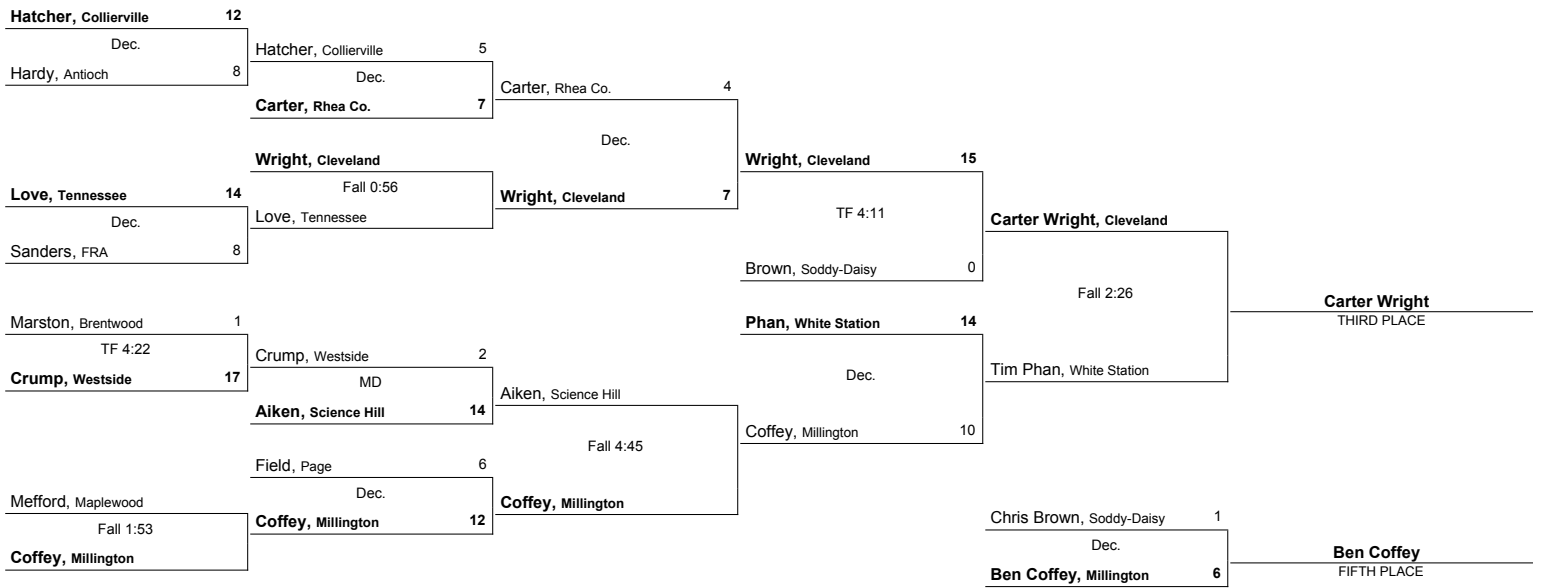 Hatcher, Collierville 12
Dec.
Hardy, Antioch 8
Love, Tennessee 14
Dec.
Sanders, FRA 8
Marston, Brentwood 1
TF 4:22
Crump, Westside 17
Mefford, Maplewood
Fall 1:53
Coffey, Millington
Hatcher, Collierville 5
Dec.
Carter, Rhea Co. 7
Wright, Cleveland
Fall 0:56
Love, Tennessee
Crump, Westside 2
MD
Aiken, Science Hill 14
Field, Page 6
Dec.
Coffey, Millington 12
Carter, Rhea Co. 4
Dec.
Wright, Cleveland 7
Aiken, Science Hill
Fall 4:45
Coffey, Millington
Wright, Cleveland 15
TF 4:11
Brown, Soddy-Daisy 0
Phan, White Station 14
Dec.
Coffey, Millington 10
Carter Wright, Cleveland
Fall 2:26
Tim Phan, White Station
Carter Wright
THIRD PLACE
Chris Brown, Soddy-Daisy 1
Dec.
Ben Coffey, Millington 6
Ben Coffey
FIFTH PLACE